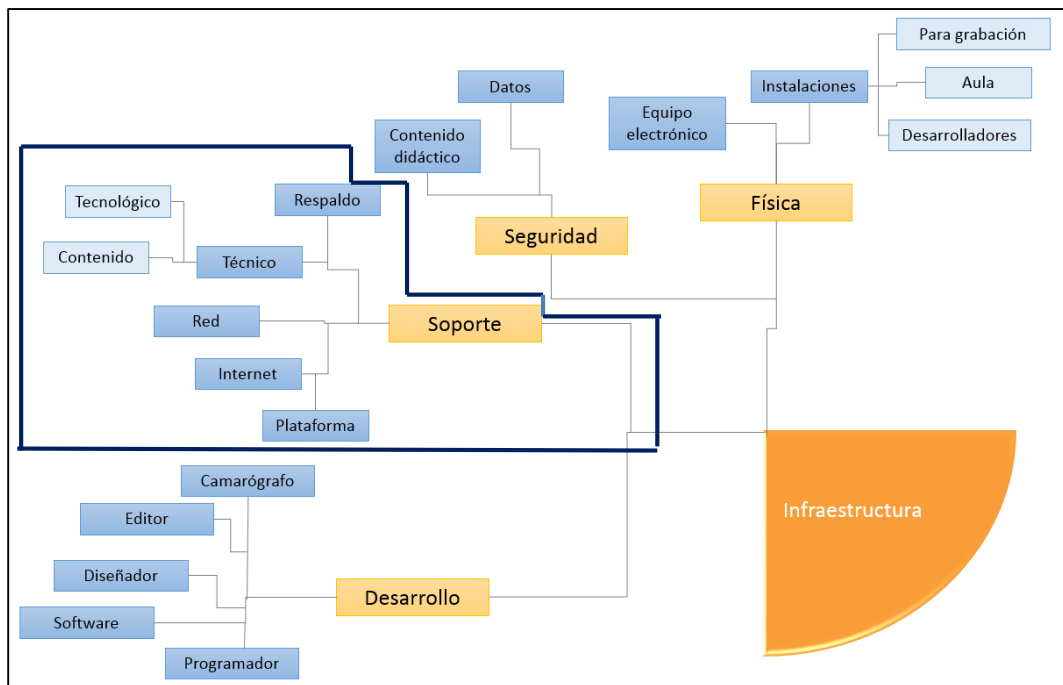 Para grabación
Datos
Instalaciones
Aula
Equipo
electrónico
Contenido
didáctico
Desarrolladores
Tecnológico
Respaldo
Física
Seguridad
Contenido
Técnico
Red
Soporte
Internet
Plataforma
Camarógrafo
Editor
Infraestructura
Diseñador
Desarrollo
Software
Programador